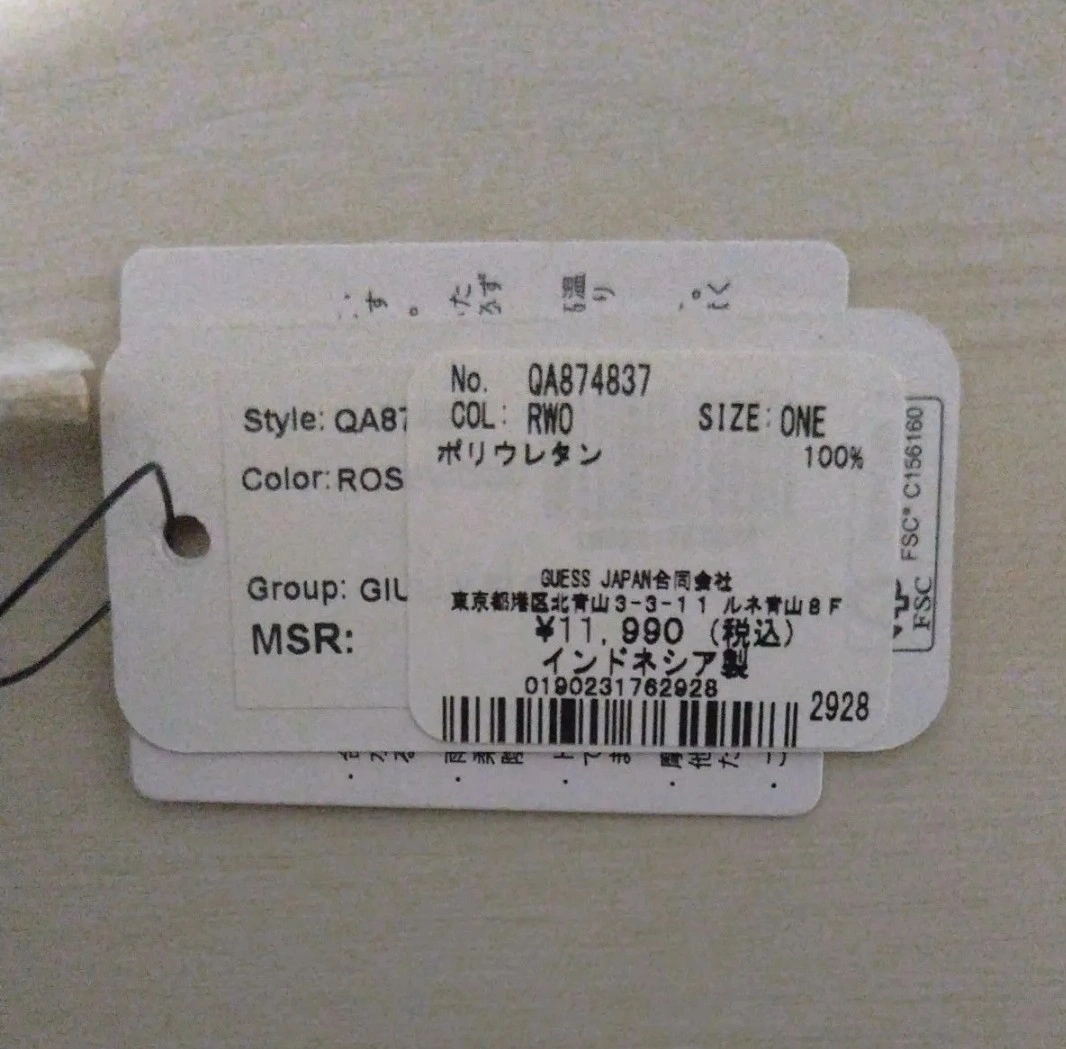 Style: QA87
Color: ROS
Group: GIU
MSR:
No. QA874837
COL: RWO SIZE: ONE
ポリウレタン 100%
GUESS JAPAN合同会社
東京都港区北青山3-3-11 ルネ青山8F
¥11,990 (税込)
インドネシア製
0190231762928
2928
FSC® C156160
FSC